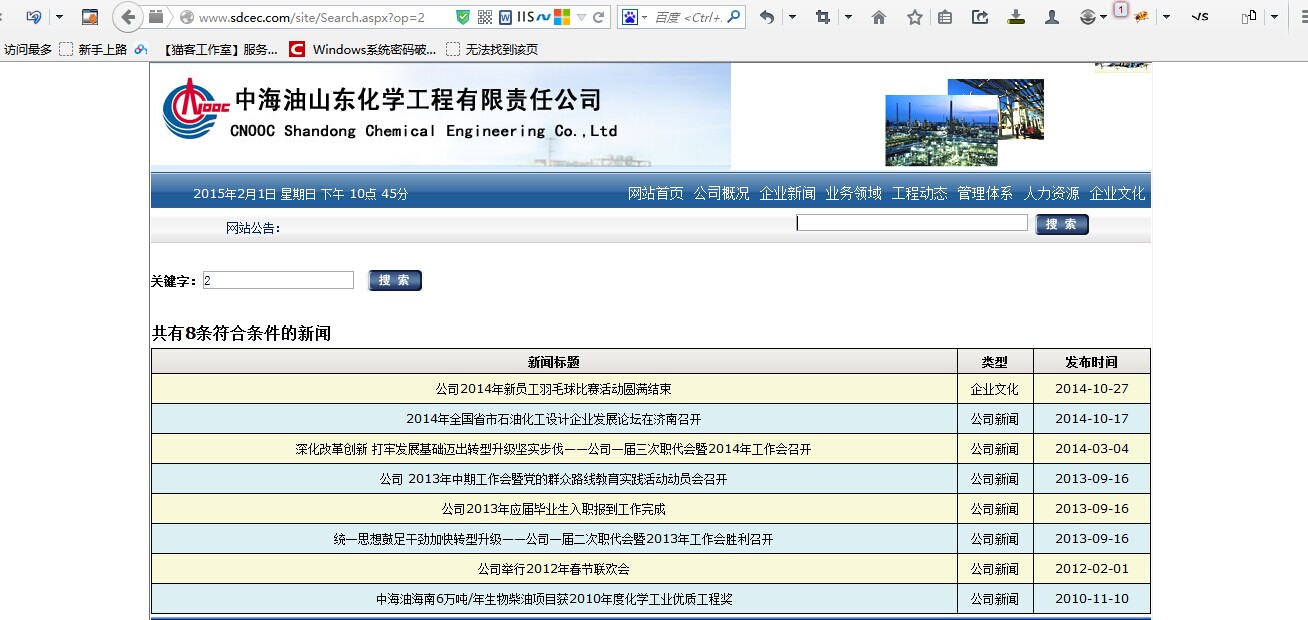 www.sdcec.com/site/Search.aspx?op=2 IIS 百度 <Ctrl+. 1
访问最多 新手上路 【猫客工作室】服务... Windows系统密码破... 无法找到该页
中海油山东化学工程有限责任公司
CNOOC
CNOOC Shandong Chemical Engineering Co.,Ltd
2015年2月1日 星期日 下午 10点 45分 网站首页 公司概况 企业新闻 业务领域 工程动态 管理体系 人力资源 企业文化
网站公告: 搜 索
关键字: 2 搜 索
共有8条符合条件的新闻
新闻标题 类型 发布时间
公司2014年新员工羽毛球比赛活动圆满结束 企业文化 2014-10-27
2014年全国省市石油化工设计企业发展论坛在济南召开 公司新闻 2014-10-17
深化改革创新 打牢发展基础迈出转型升级坚实步伐——公司一届三次职代会暨2014年工作会召开 公司新闻 2014-03-04
公司 2013年中期工作会暨党的群众路线教育实践活动动员会召开 公司新闻 2013-09-16
公司2013年应届毕业生入职报到工作完成 公司新闻 2013-09-16
统一思想鼓足干劲加快转型升级——公司一届二次职代会暨2013年工作会胜利召开 公司新闻 2013-09-16
公司举行2012年春节联欢会 公司新闻 2012-02-01
中海油海南6万吨/年生物柴油项目获2010年度化学工业优质工程奖 公司新闻 2010-11-10